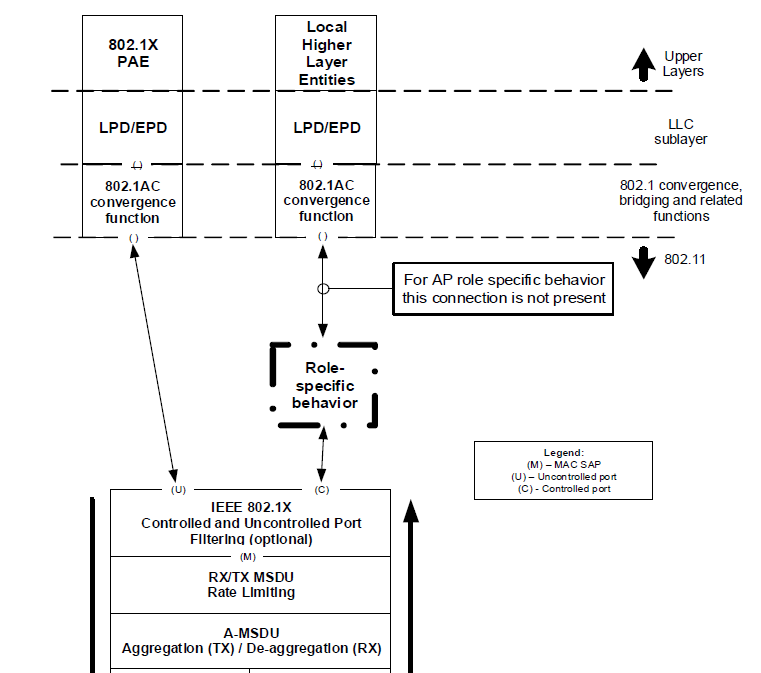 802.1X
PAE
Local
Higher
Layer
Entities
Upper
Layers
LPD/EPD
LPD/EPD
LLC
sublayer
( )
( )
802.1AC
convergence
function
802.1AC
convergence
function
802.1 convergence,
bridging and related
functions
( )
( )
802.11
For AP role specific behavior
this connection is not present
Role-
specific
behavior
Legend:
(M) – MAC SAP
(U) – Uncontrolled port
(C) - Controlled port
(U)
(C)
IEEE 802.1X
Controlled and Uncontrolled Port
Filtering (optional)
(M)
RX/TX MSDU
Rate Limiting
A-MSDU
Aggregation (TX) / De-aggregation (RX)